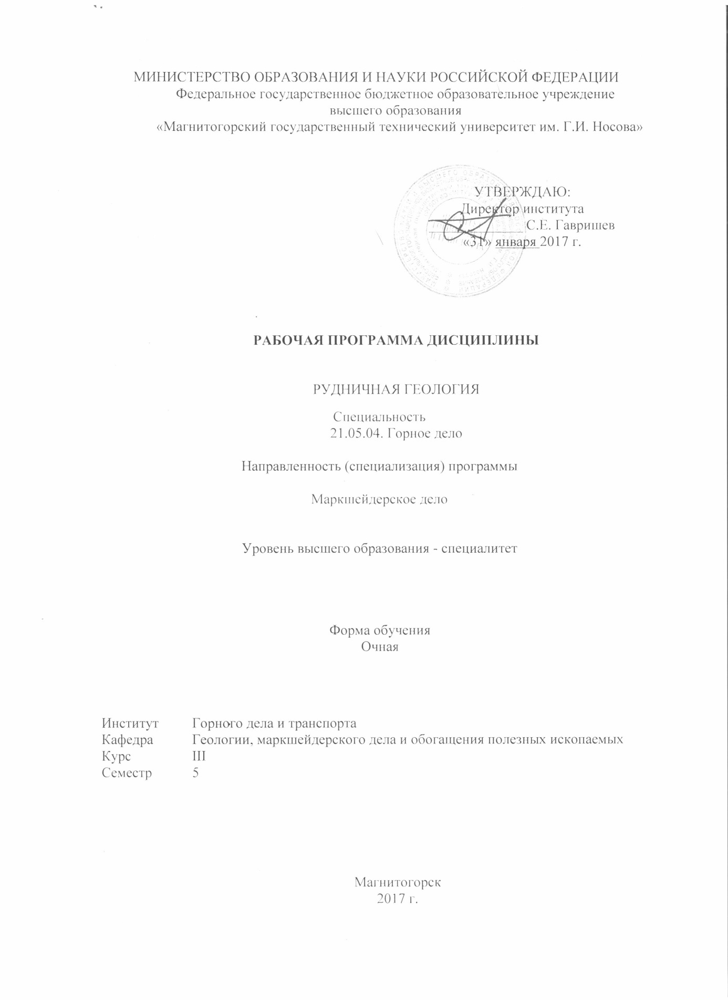 МИНИСТЕРСТВО ОБРАЗОВАНИЯ И НАУКИ РОССИЙСКОЙ ФЕДЕРАЦИИ
Федеральное государственное бюджетное образовательное учреждение
высшего образования
«Магнитогорский государственный технический университет им. Г.И. Носова»
УТВЕРЖДАЮ:
Директор института
С.Е. Гавришев
«31» января 2017 г.
РАБОЧАЯ ПРОГРАММА ДИСЦИПЛИНЫ
РУДНИЧНАЯ ГЕОЛОГИЯ
Специальность
21.05.04. Горное дело
Направленность (специализация) программы
Маркшейдерское дело
Уровень высшего образования - специалитет
Форма обучения
Очная
Институт Горного дела и транспорта
Кафедра Геологии, маркшейдерского дела и обогащения полезных ископаемых
Курс III
Семестр 5
Магнитогорск
2017 г.